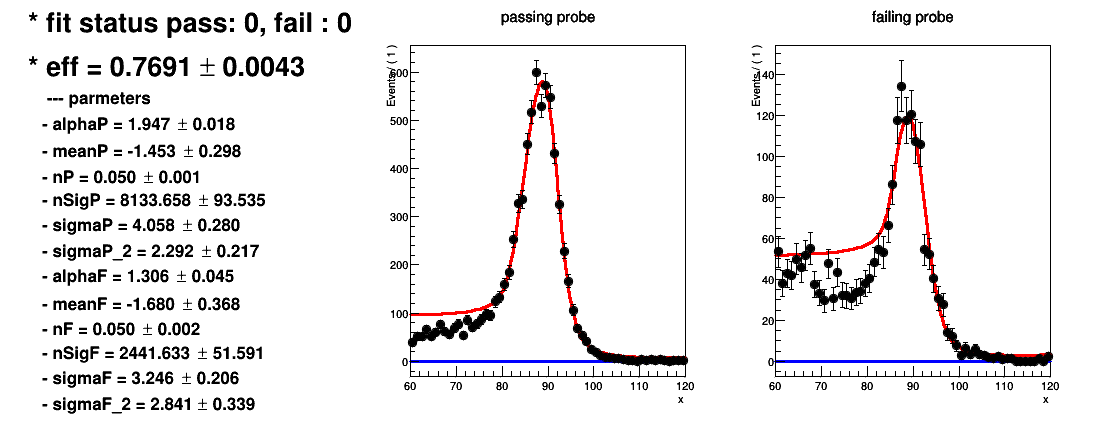 * fit status pass: 0, fail : 0
* eff = 0.7691 ± 0.0043
--- parmeters
- alphaP = 1.947 ± 0.018
- meanP = -1.453 ± 0.298
- nP = 0.050 ± 0.001
- nSigP = 8133.658 ± 93.535
- sigmaP = 4.058 ± 0.280
- sigmaP_2 = 2.292 ± 0.217
- alphaF = 1.306 ± 0.045
- meanF = -1.680 ± 0.368
- nF = 0.050 ± 0.002
- nSigF = 2441.633 ± 51.591
- sigmaF = 3.246 ± 0.206
- sigmaF_2 = 2.841 ± 0.339
passing probe
Events / ( 1 )
600
500
400
300
200
100
0
60 70 80 90 100 110 120
x
failing probe
Events / ( 1 )
140
120
100
80
60
40
20
0
60 70 80 90 100 110 120
x